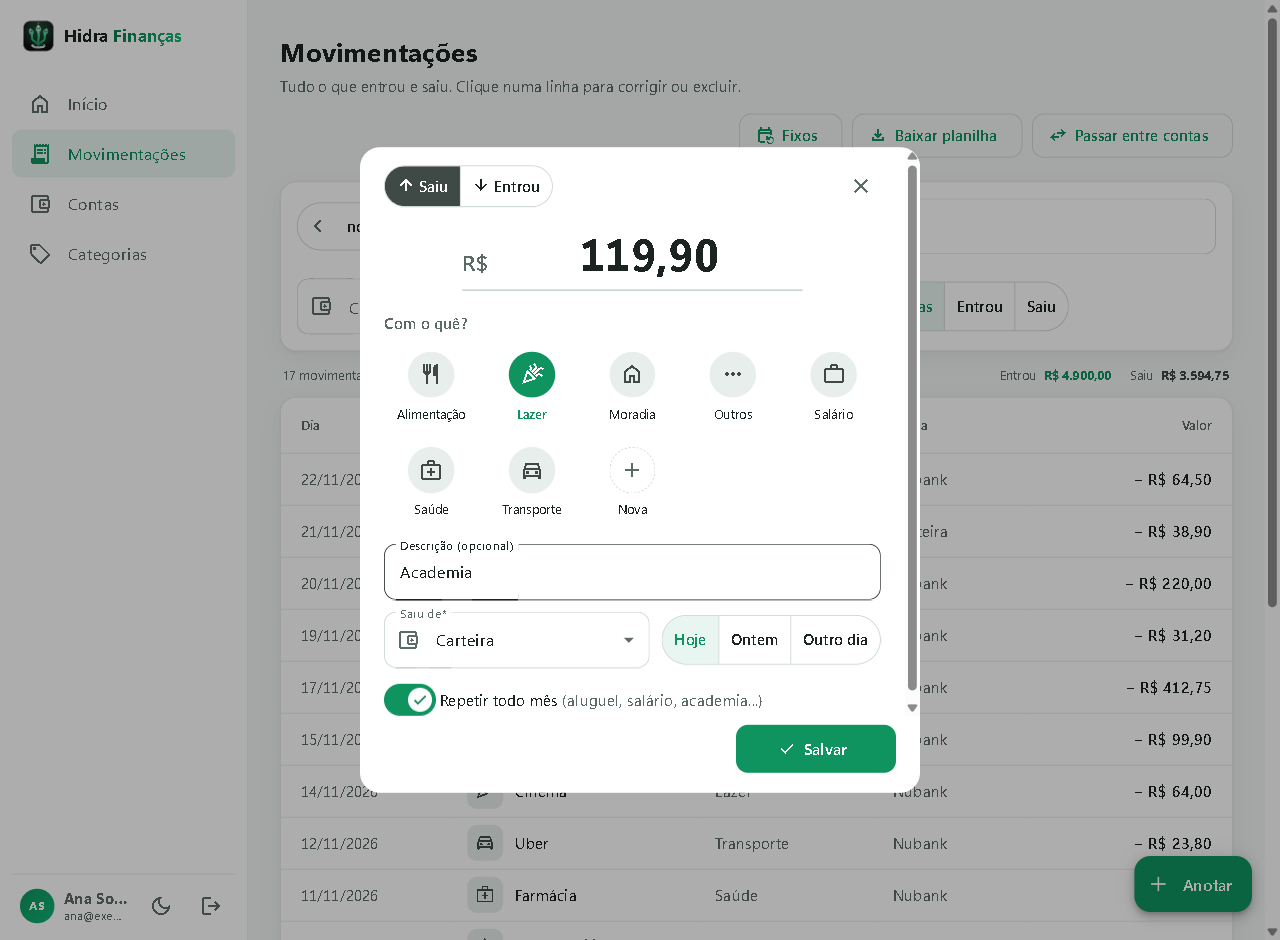 Hidra Finanças
Início
Movimentações
Contas
Categorias
Ana So...
AS
ana@exe...
Movimentações
Tudo o que entrou e saiu. Clique numa linha para corrigir ou excluir.
Fixos
Baixar planilha
Passar entre contas
Entrou
Saiu
Entrou R$ 4.900,00 Saiu R$ 3.594,75
Dia
Valor
− R$ 64,50
− R$ 38,90
− R$ 220,00
− R$ 31,20
− R$ 412,75
− R$ 99,90
14/11/2026 Cinema Lazer Nubank − R$ 64,00
12/11/2026 Uber Transporte Nubank − R$ 23,80
11/11/2026 Farmácia Saúde Nubank
Anotar
Saiu
Entrou
R$ 119,90
Com o quê?
Alimentação
Lazer
Moradia
Outros
Salário
Saúde
Transporte
Nova
Descrição (opcional)
Academia
Saiu de*
Carteira
Hoje
Ontem
Outro dia
Repetir todo mês (aluguel, salário, academia...)
Salvar